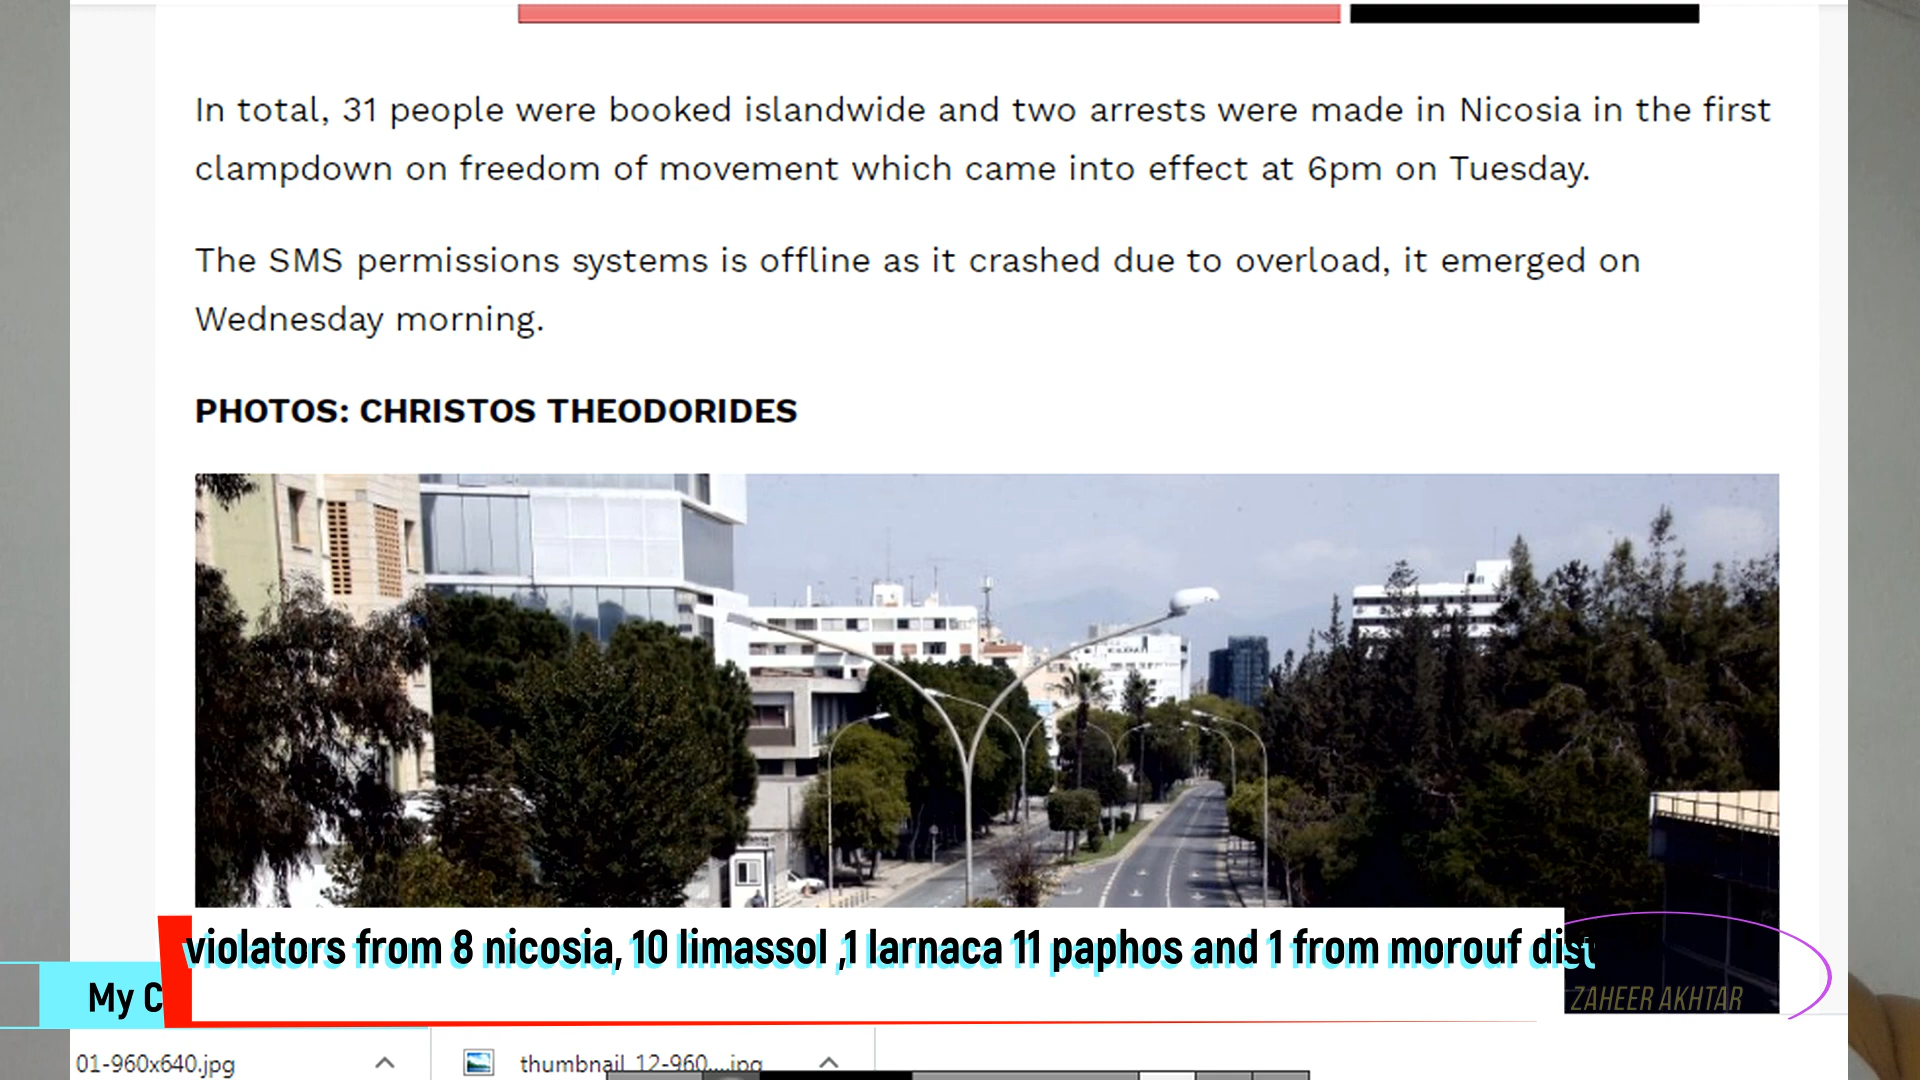 In total, 31 people were booked islandwide and two arrests were made in Nicosia in the first
clampdown on freedom of movement which came into effect at 6pm on Tuesday.
The SMS permissions systems is offline as it crashed due to overload, it emerged on
Wednesday morning.
PHOTOS: CHRISTOS THEODORIDES
violators from 8 nicosia, 10 limassol ,1 larnaca 11 paphos and 1 from morouf dist
My C
ZAHEER AKHTAR
01-960x640.jpg
thumbnail_12-960....jpg